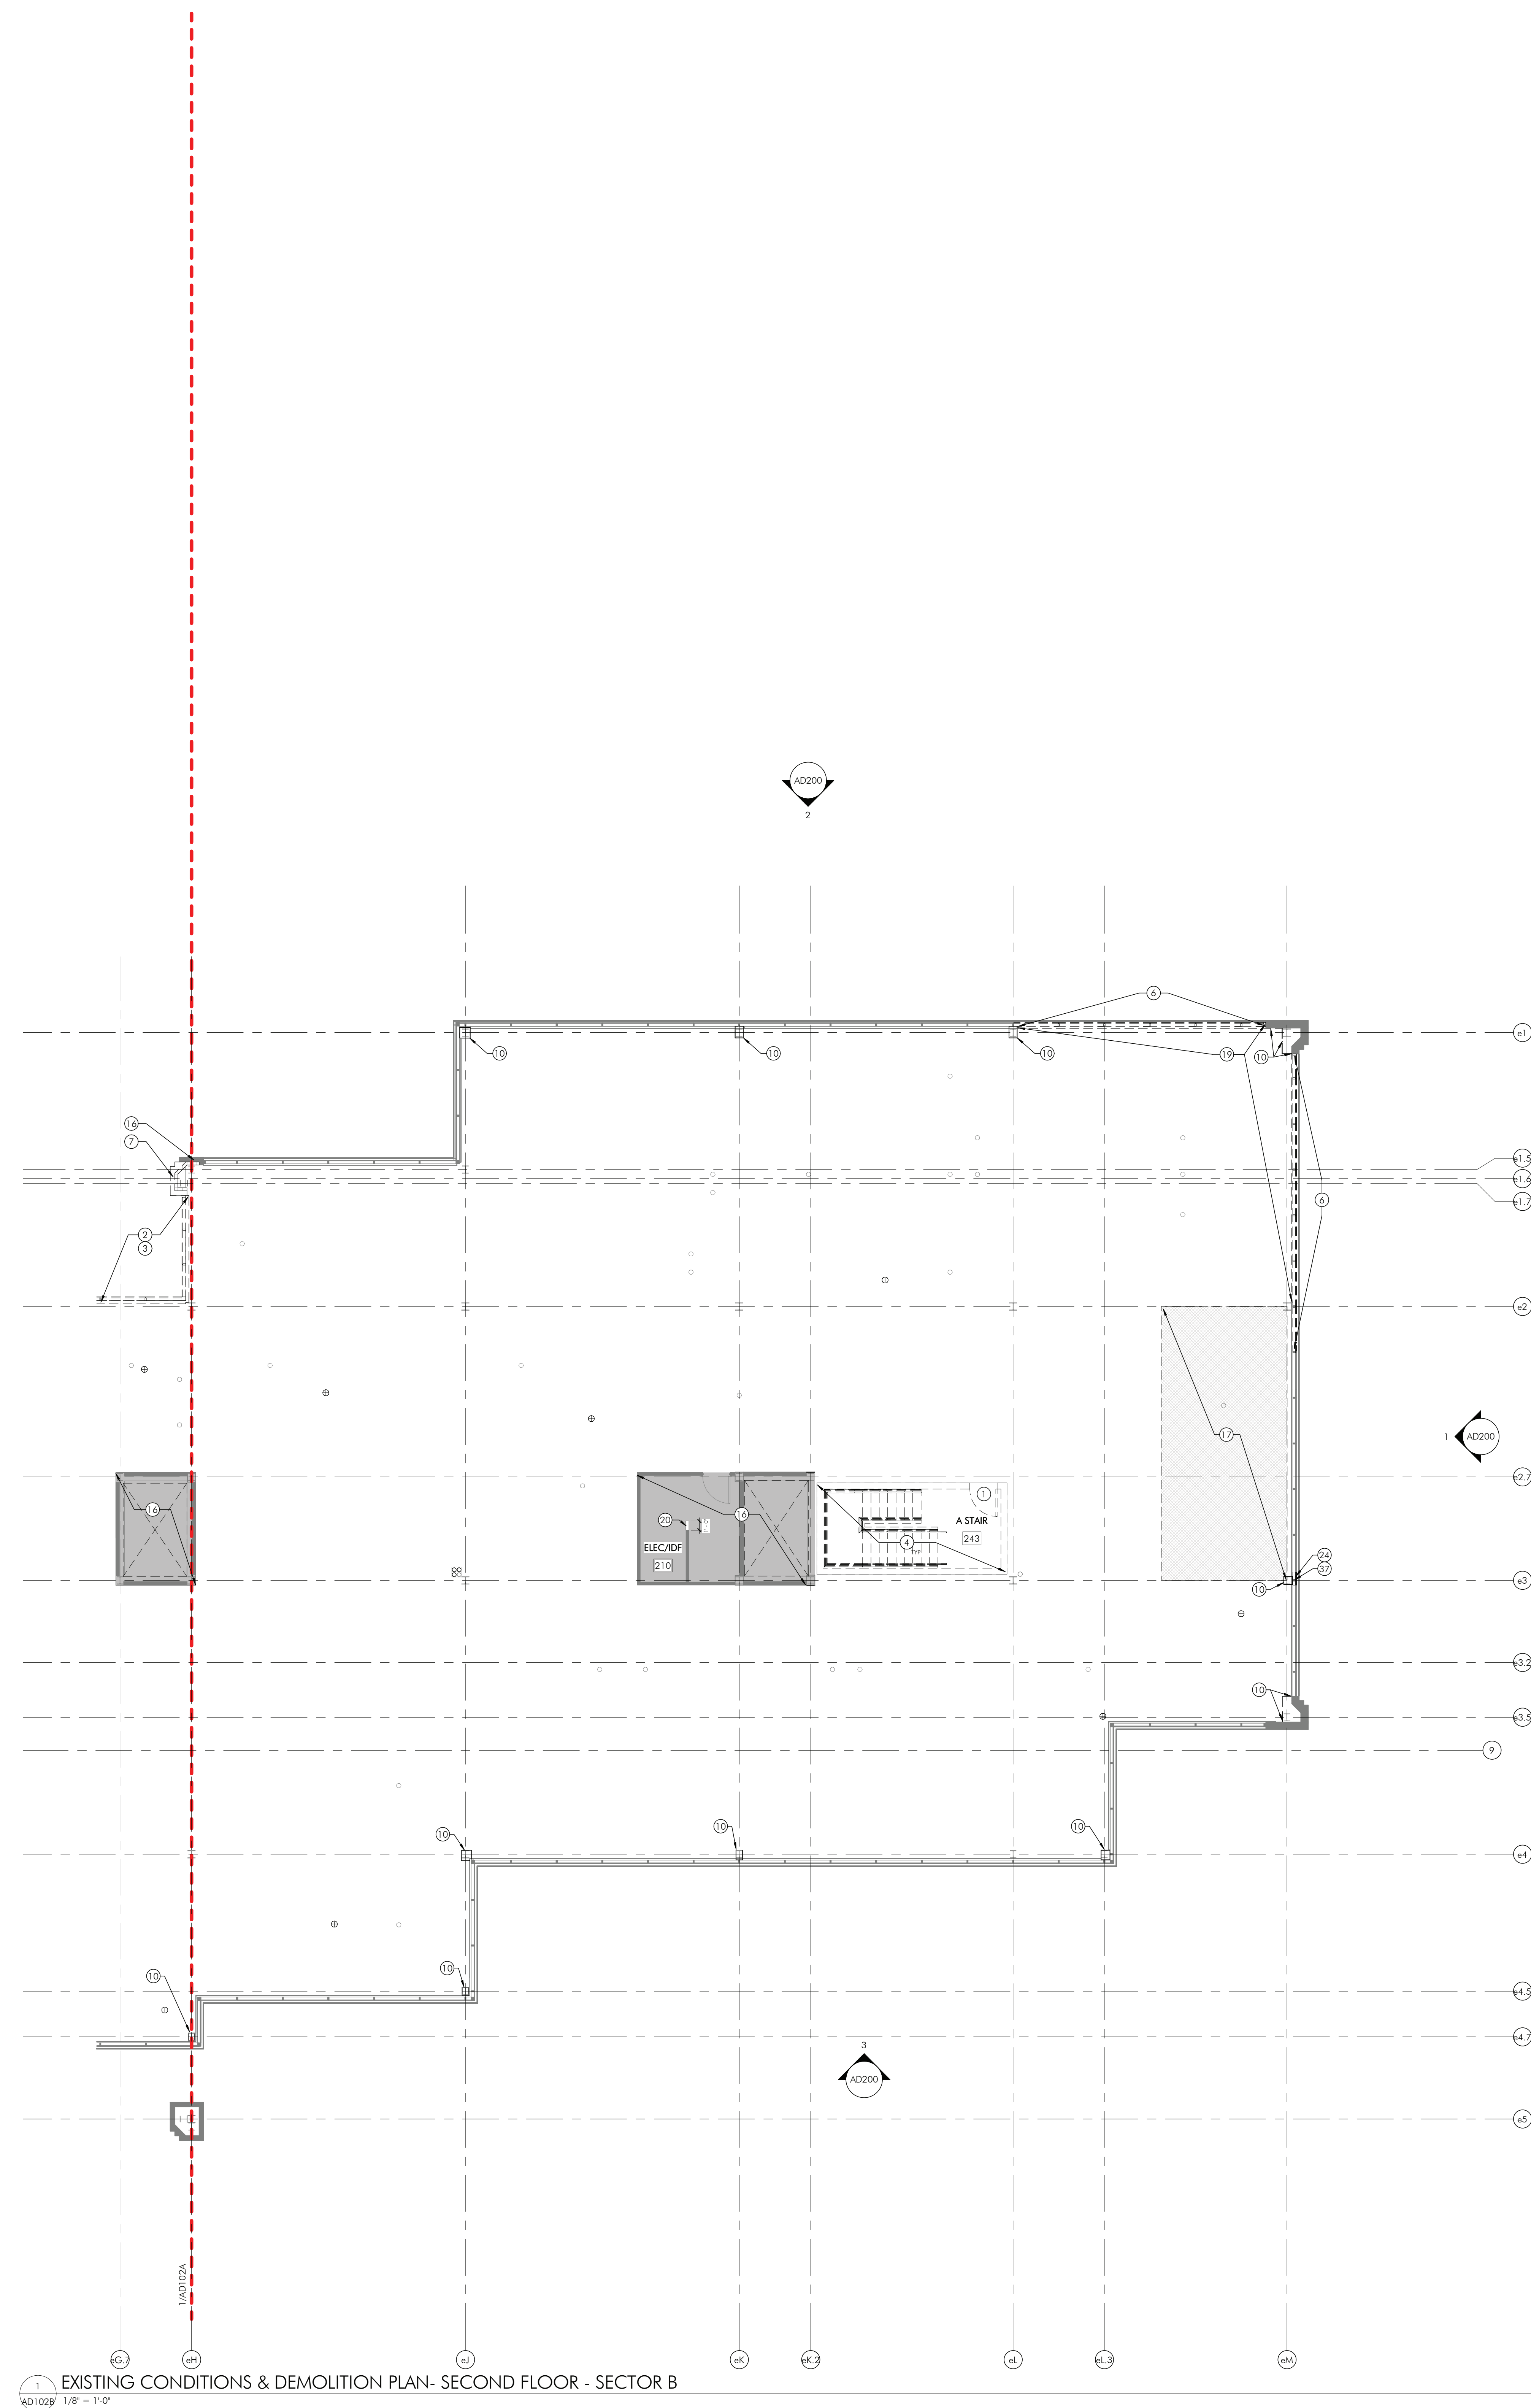 AD200
2
6
e1
10
10
10
19
10
16
7
e1.5
e1.6
e1.7
6
2
3
e2
17
1
AD200
e2.7
16
16
1
20
A STAIR
243
ELEC/IDF
210
4
TYP
24
37
e3
10
e3.2
10
e3.5
9
10
10
10
e4
10
10
e4.5
e4.7
3
AD200
e5
1/AD102A
eG.7
eH
eJ
eK
eK.2
eL
eL.3
eM
1
AD102B
EXISTING CONDITIONS & DEMOLITION PLAN- SECOND FLOOR - SECTOR B
1/8" = 1'-0"